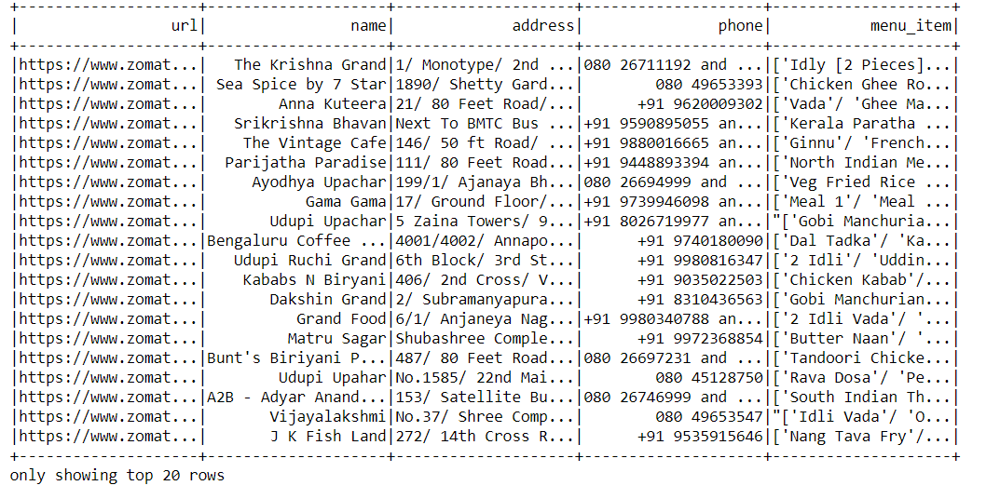 +--------------------+--------------------+--------------------+--------------------+--------------------+
|                 url|                name|             address|               phone|           menu_item|
+--------------------+--------------------+--------------------+--------------------+--------------------+
|https://www.zomat...|   The Krishna Grand|1/ Monotype/ 2nd ...|080 26711192 and ...|['Idly [2 Pieces]...|
|https://www.zomat...| Sea Spice by 7 Star|1890/ Shetty Gard...|        080 49653393|['Chicken Ghee Ro...|
|https://www.zomat...|        Anna Kuteera|21/ 80 Feet Road/...|      +91 9620009302|['Vada'/ 'Ghee Ma...|
|https://www.zomat...|   Srikrishna Bhavan|Next To BMTC Bus ...|+91 9590895055 an...|['Kerala Paratha ...|
|https://www.zomat...|    The Vintage Cafe|146/ 50 ft Road/ ...|+91 9880016665 an...|['Ginnu'/ 'French...|
|https://www.zomat...|  Parijatha Paradise|111/ 80 Feet Road...|+91 9448893394 an...|['North Indian Me...|
|https://www.zomat...|     Ayodhya Upachar|199/1/ Ajanaya Bh...|080 26694999 and ...|['Veg Fried Rice ...|
|https://www.zomat...|           Gama Gama|17/ Ground Floor/...|+91 9739946098 an...|['Meal 1'/ 'Meal ...|
|https://www.zomat...|       Udupi Upachar|5 Zaina Towers/ 9...|+91 8026719977 an...|"['Gobi Manchuria...|
|https://www.zomat...|Bengaluru Coffee ...|4001/4002/ Annapo...|      +91 9740180090|['Dal Tadka'/ 'Ka...|
|https://www.zomat...|   Udupi Ruchi Grand|6th Block/ 3rd St...|      +91 9980816347|['2 Idli'/ 'Uddin...|
|https://www.zomat...|    Kababs N Biryani|406/ 2nd Cross/ V...|      +91 9035022503|['Chicken Kabab'/...|
|https://www.zomat...|       Dakshin Grand|2/ Subramanyapura...|      +91 8310436563|['Gobi Manchurian...|
|https://www.zomat...|          Grand Food|6/1/ Anjaneya Nag...|+91 9980340788 an...|['2 Idli Vada'/ '...|
|https://www.zomat...|         Matru Sagar|Shubashree Comple...|      +91 9972368854|['Butter Naan'/ '...|
|https://www.zomat...|Bunt's Biriyani P...|487/ 80 Feet Road...|080 26697231 and ...|['Tandoori Chicke...|
|https://www.zomat...|        Udupi Upahar|No.1585/ 22nd Mai...|        080 45128750|['Rava Dosa'/ 'Pe...|
|https://www.zomat...|A2B - Adyar Anand...|153/ Satellite Bu...|080 26746999 and ...|['South Indian Th...|
|https://www.zomat...|       Vijayalakshmi|No.37/ Shree Comp...|        080 49653547|"['Idli Vada'/ 'O...|
|https://www.zomat...|       J K Fish Land|272/ 14th Cross R...|      +91 9535915646|['Nang Tava Fry'/...|
+--------------------+--------------------+--------------------+--------------------+--------------------+
only showing top 20 rows